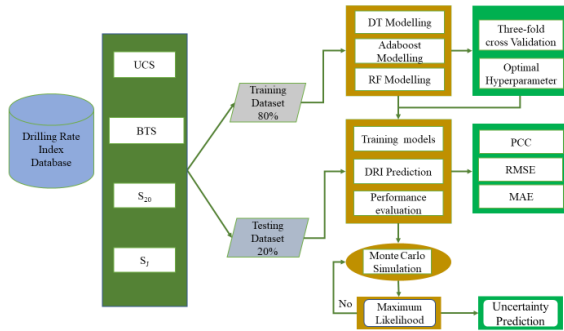 Drilling Rate
Index
Database
UCS
BTS
S20
SJ
Training
Dataset
80%
Testing
Dataset
20%
DT Modelling
Adaboost
Modelling
RF Modelling
Three-fold
cross Validation
Optimal
Hyperparameter
Training models
DRI Prediction
Performance
evaluation
PCC
RMSE
MAE
Monte Carlo
Simulation
No
Maximum
Likelihood
Uncertainty
Prediction